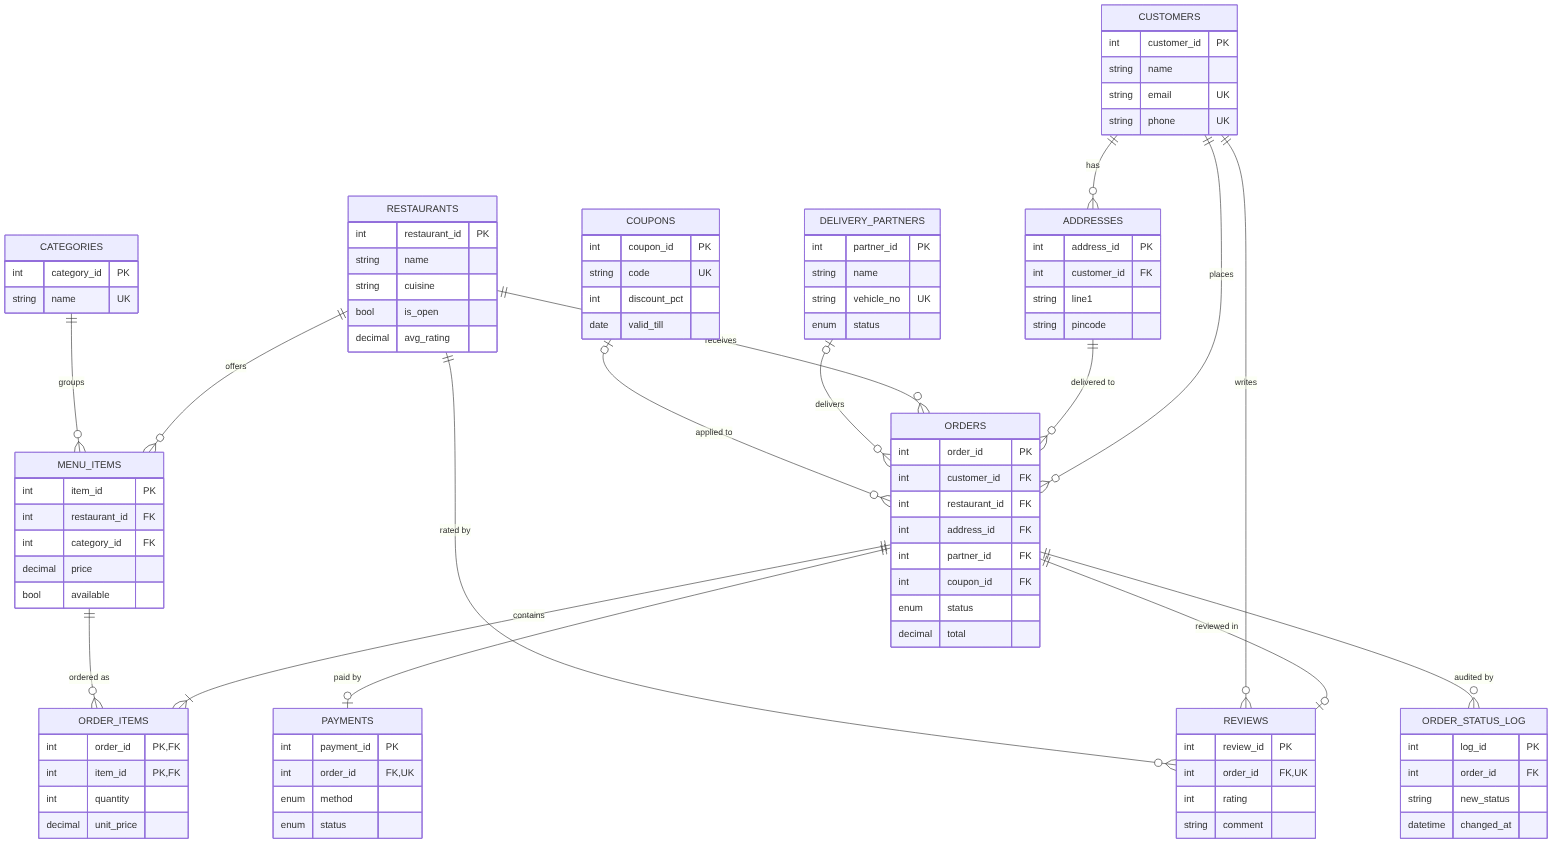 CUSTOMERS
int customer_id PK
string name
string email UK
string phone UK
has
places
writes
RESTAURANTS
int restaurant_id PK
string name
string cuisine
bool is_open
decimal avg_rating
COUPONS
int coupon_id PK
string code UK
int discount_pct
date valid_till
DELIVERY_PARTNERS
int partner_id PK
string name
string vehicle_no UK
enum status
ADDRESSES
int address_id PK
int customer_id FK
string line1
string pincode
CATEGORIES
int category_id PK
string name UK
groups
offers
receives
applied to
delivers
delivered to
rated by
MENU_ITEMS
int item_id PK
int restaurant_id FK
int category_id FK
decimal price
bool available
ORDERS
int order_id PK
int customer_id FK
int restaurant_id FK
int address_id FK
int partner_id FK
int coupon_id FK
enum status
decimal total
ordered as
contains
paid by
reviewed in
audited by
ORDER_ITEMS
int order_id PK,FK
int item_id PK,FK
int quantity
decimal unit_price
PAYMENTS
int payment_id PK
int order_id FK,UK
enum method
enum status
REVIEWS
int review_id PK
int order_id FK,UK
int rating
string comment
ORDER_STATUS_LOG
int log_id PK
int order_id FK
string new_status
datetime changed_at